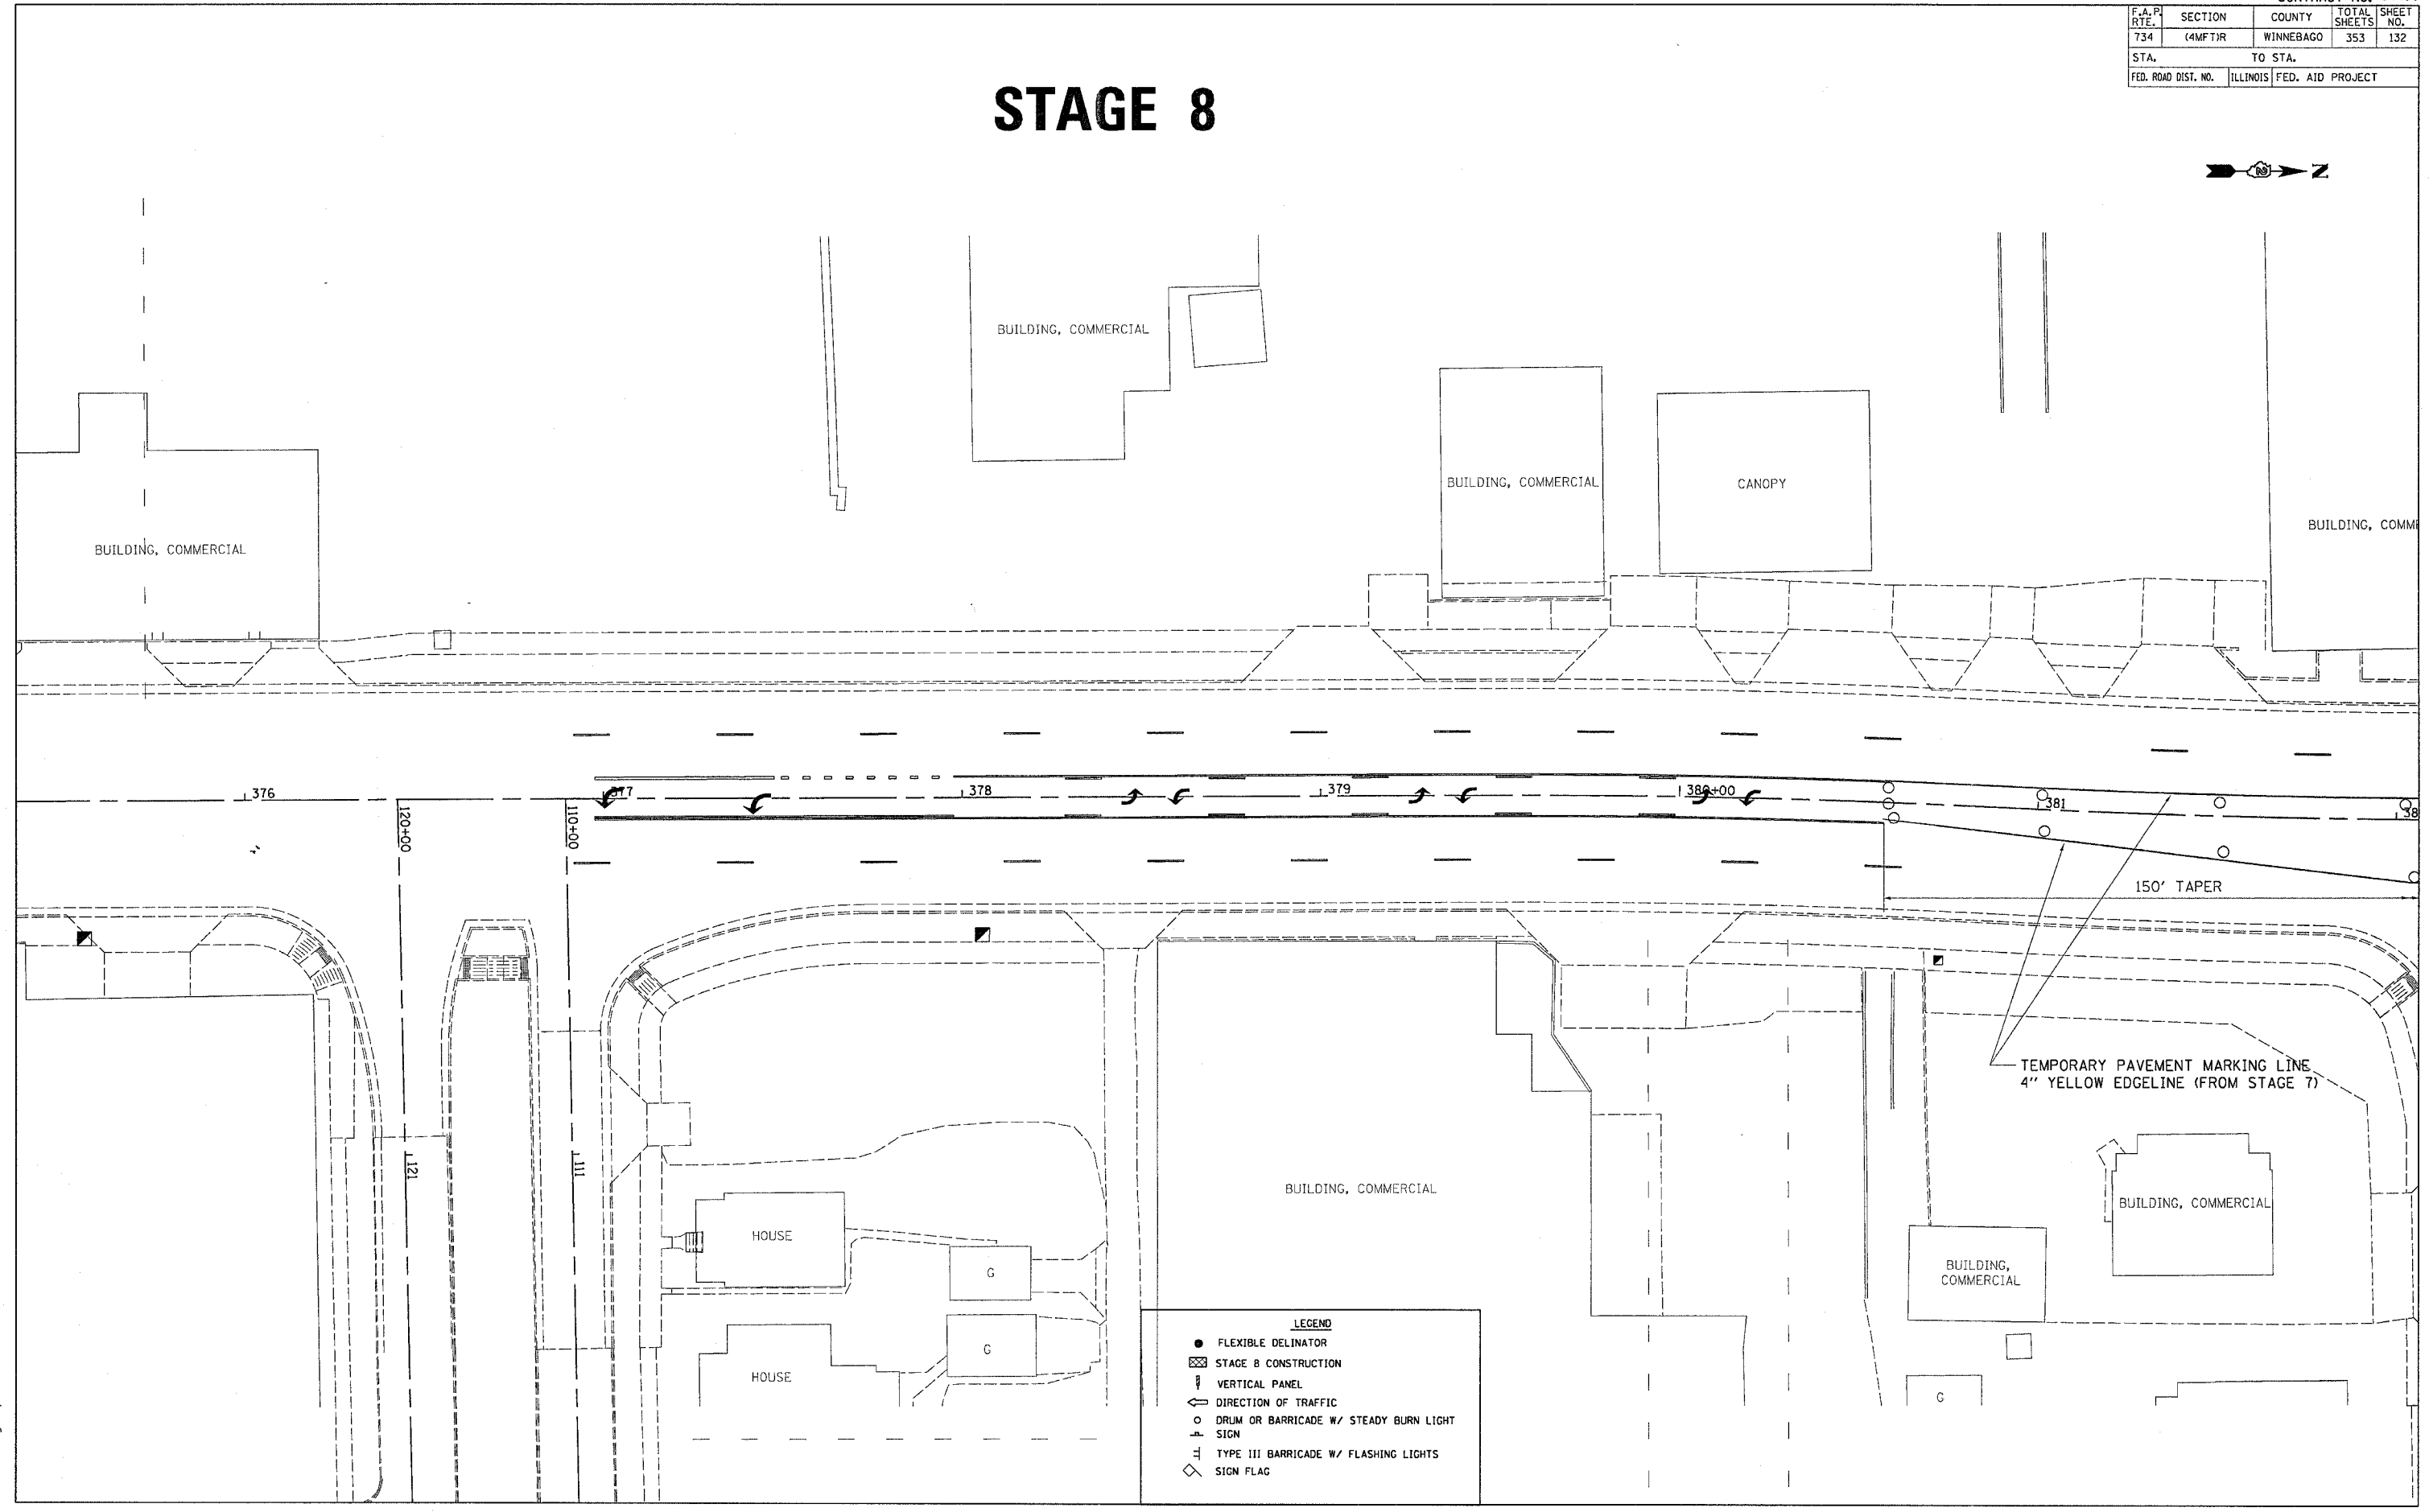 F.A.P. RTE. SECTION COUNTY TOTAL SHEETS SHEET NO.
734 (4MFT)R WINNEBAGO 353 132
STA. TO STA.
FED. ROAD DIST. NO. ILLINOIS FED. AID PROJECT
STAGE 8
N
BUILDING, COMMERCIAL
BUILDING, COMMERCIAL
CANOPY
BUILDING, COMM
BUILDING, COMMERCIAL
376
377
378
379
380+00
381
38
120+00
110+00
150' TAPER
TEMPORARY PAVEMENT MARKING LINE
4" YELLOW EDGELINE (FROM STAGE 7)
121
111
BUILDING, COMMERCIAL
BUILDING, COMMERCIAL
HOUSE
G
BUILDING,
COMMERCIAL
G
HOUSE
G
LEGEND
FLEXIBLE DELINATOR
STAGE 8 CONSTRUCTION
VERTICAL PANEL
DIRECTION OF TRAFFIC
DRUM OR BARRICADE W/ STEADY BURN LIGHT
SIGN
TYPE III BARRICADE W/ FLASHING LIGHTS
SIGN FLAG